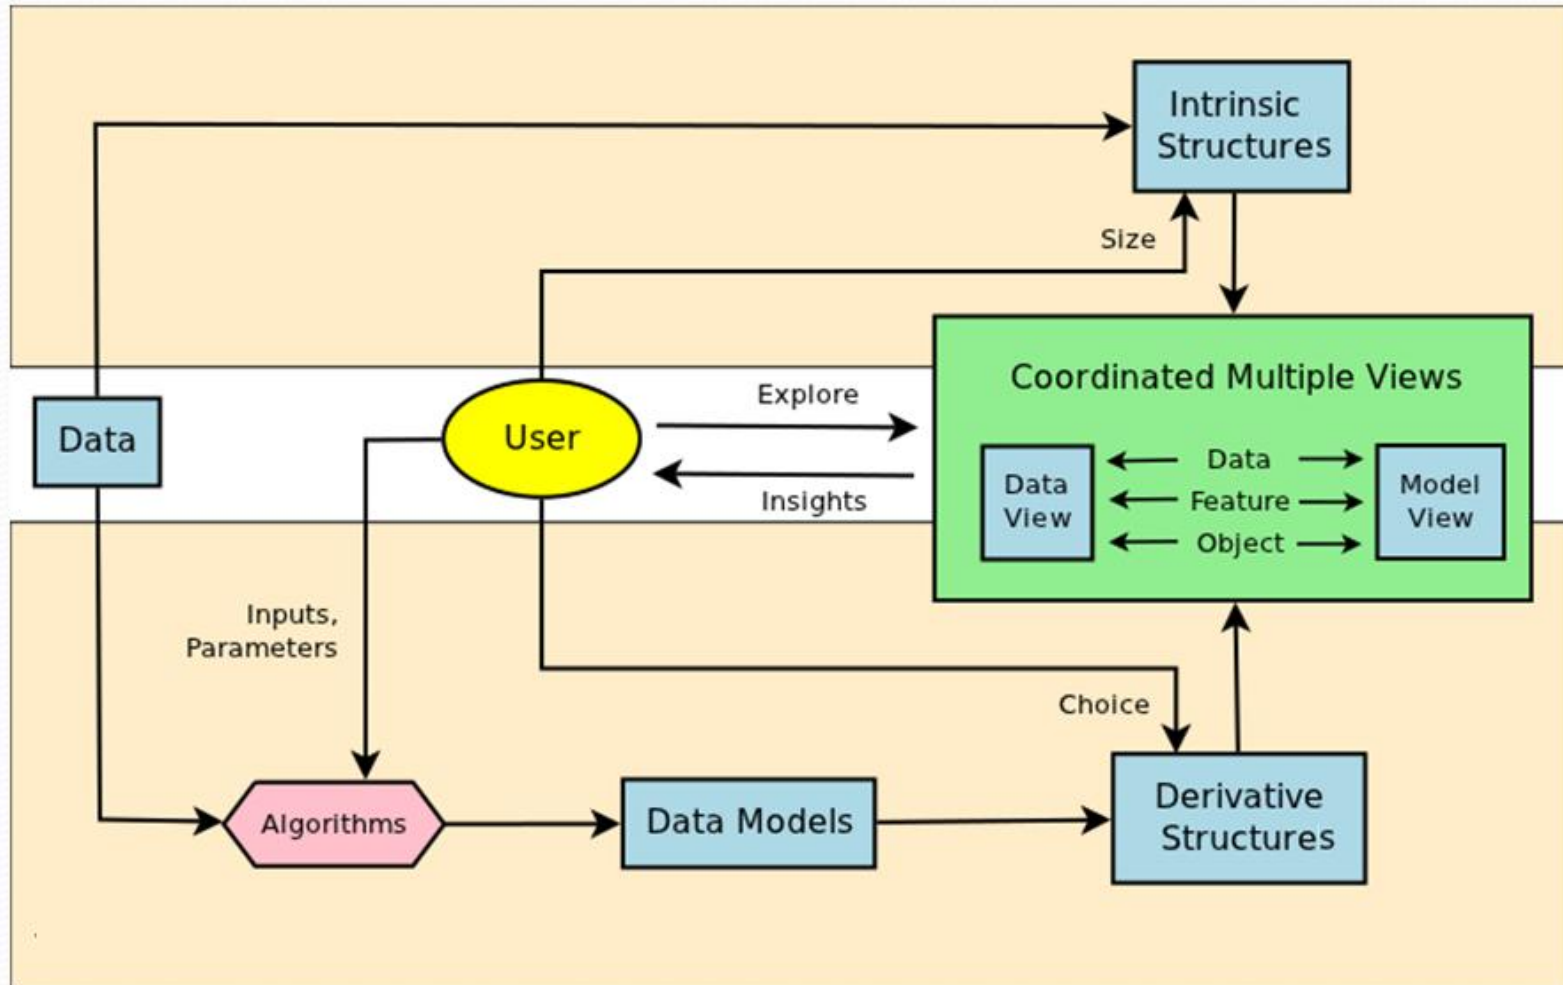 Intrinsic
Structures
Size
Coordinated Multiple Views
Explore
Data
User
Data
View
Data
Feature
Object
Model
View
Insights
Inputs,
Parameters
Choice
Algorithms
Data Models
Derivative
Structures